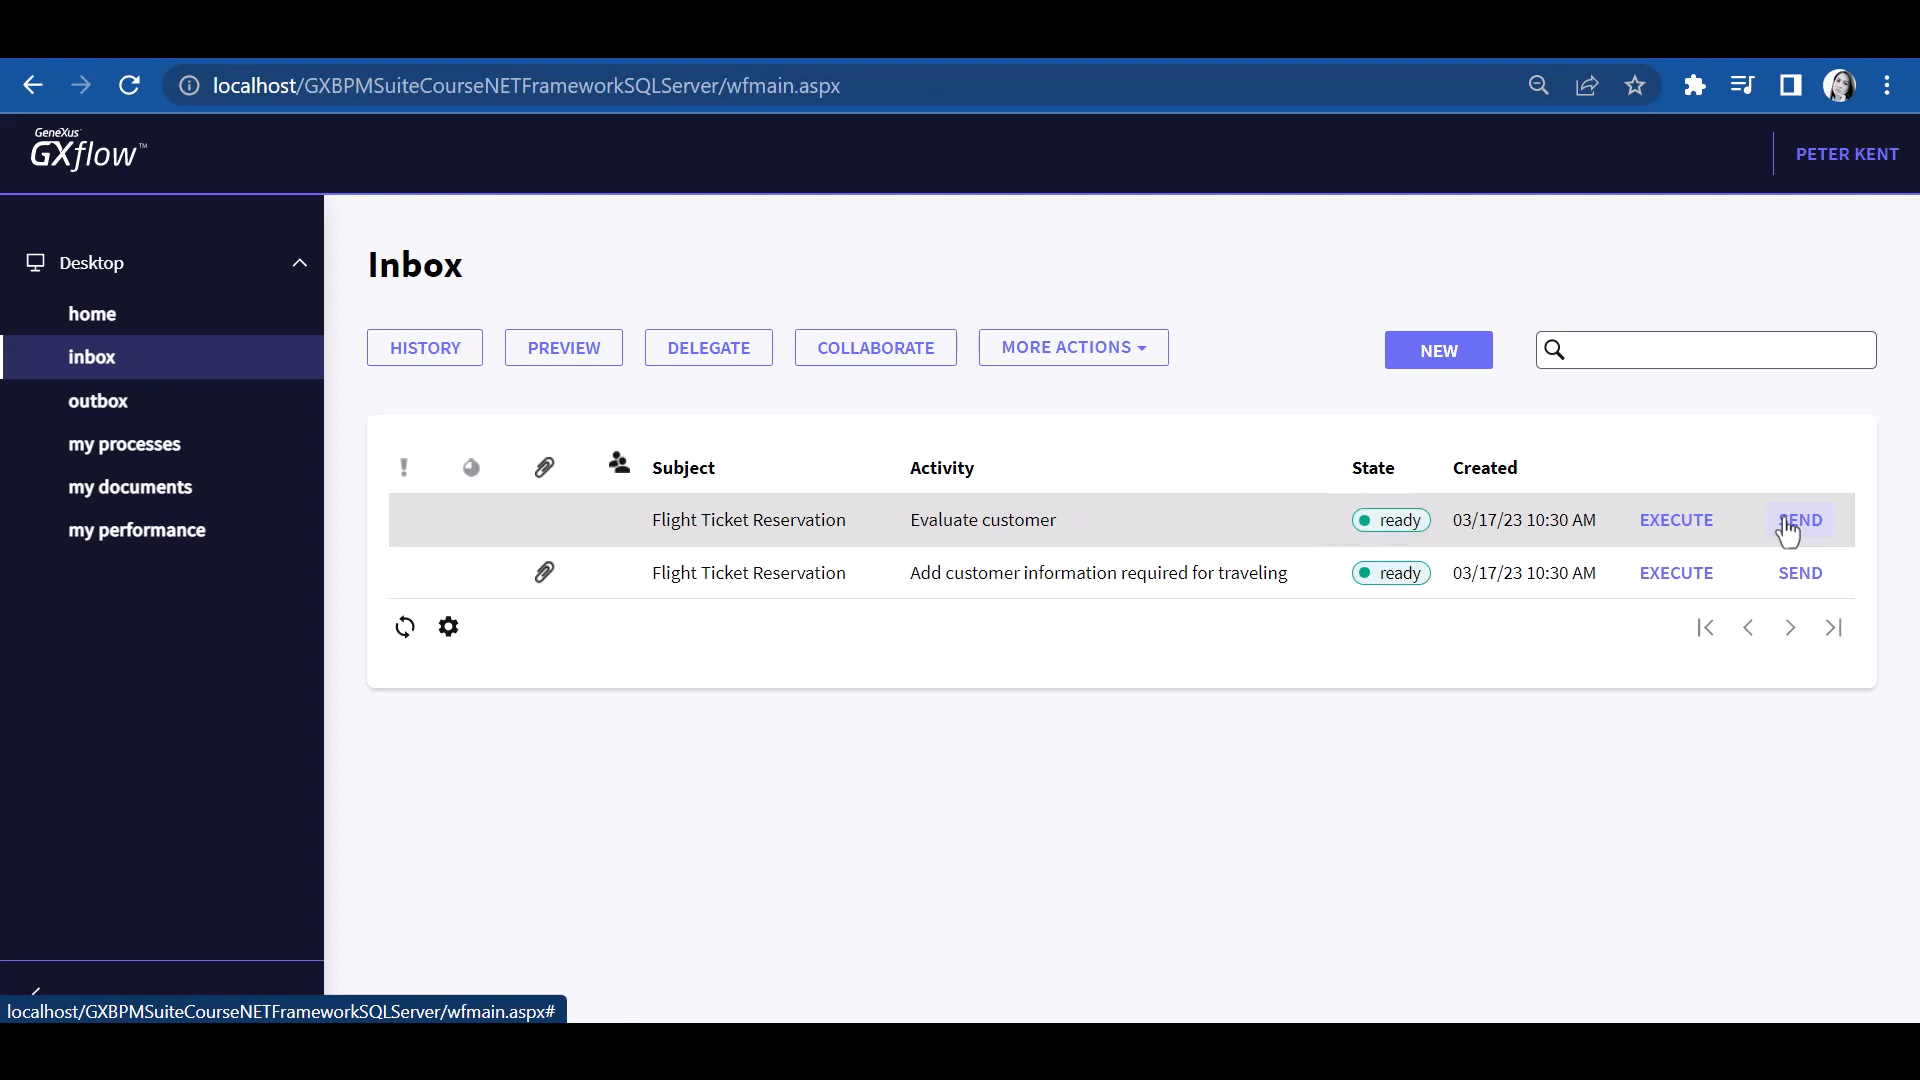 localhost/GXBPMSuiteCourseNETFrameworkSQLServer/wfmain.aspx
GeneXus™
GXflow™
PETER KENT
Desktop
home
inbox
outbox
my processes
my documents
my performance
Inbox
HISTORY PREVIEW DELEGATE COLLABORATE MORE ACTIONS NEW
Subject Activity State Created
Flight Ticket Reservation Evaluate customer ready 03/17/23 10:30 AM EXECUTE SEND
Flight Ticket Reservation Add customer information required for traveling ready 03/17/23 10:30 AM EXECUTE SEND
localhost/GXBPMSuiteCourseNETFrameworkSQLServer/wfmain.aspx#